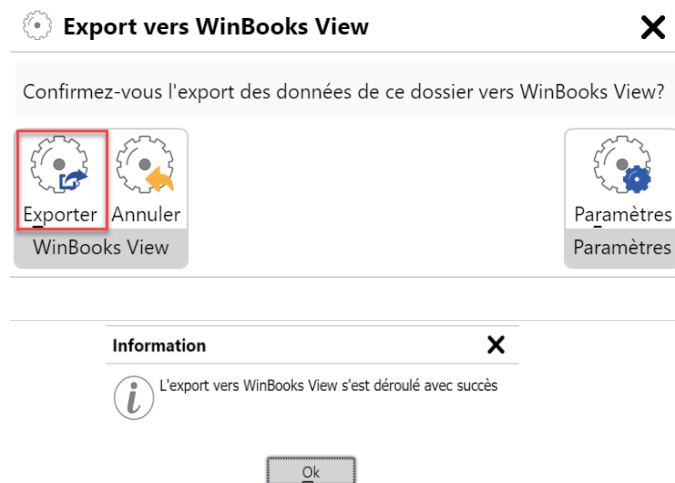 Export vers WinBooks View
Confirmez-vous l'export des données de ce dossier vers WinBooks View?
Exporter Annuler Paramètres
WinBooks View Paramètres
Information
L'export vers WinBooks View s'est déroulé avec succès
Ok